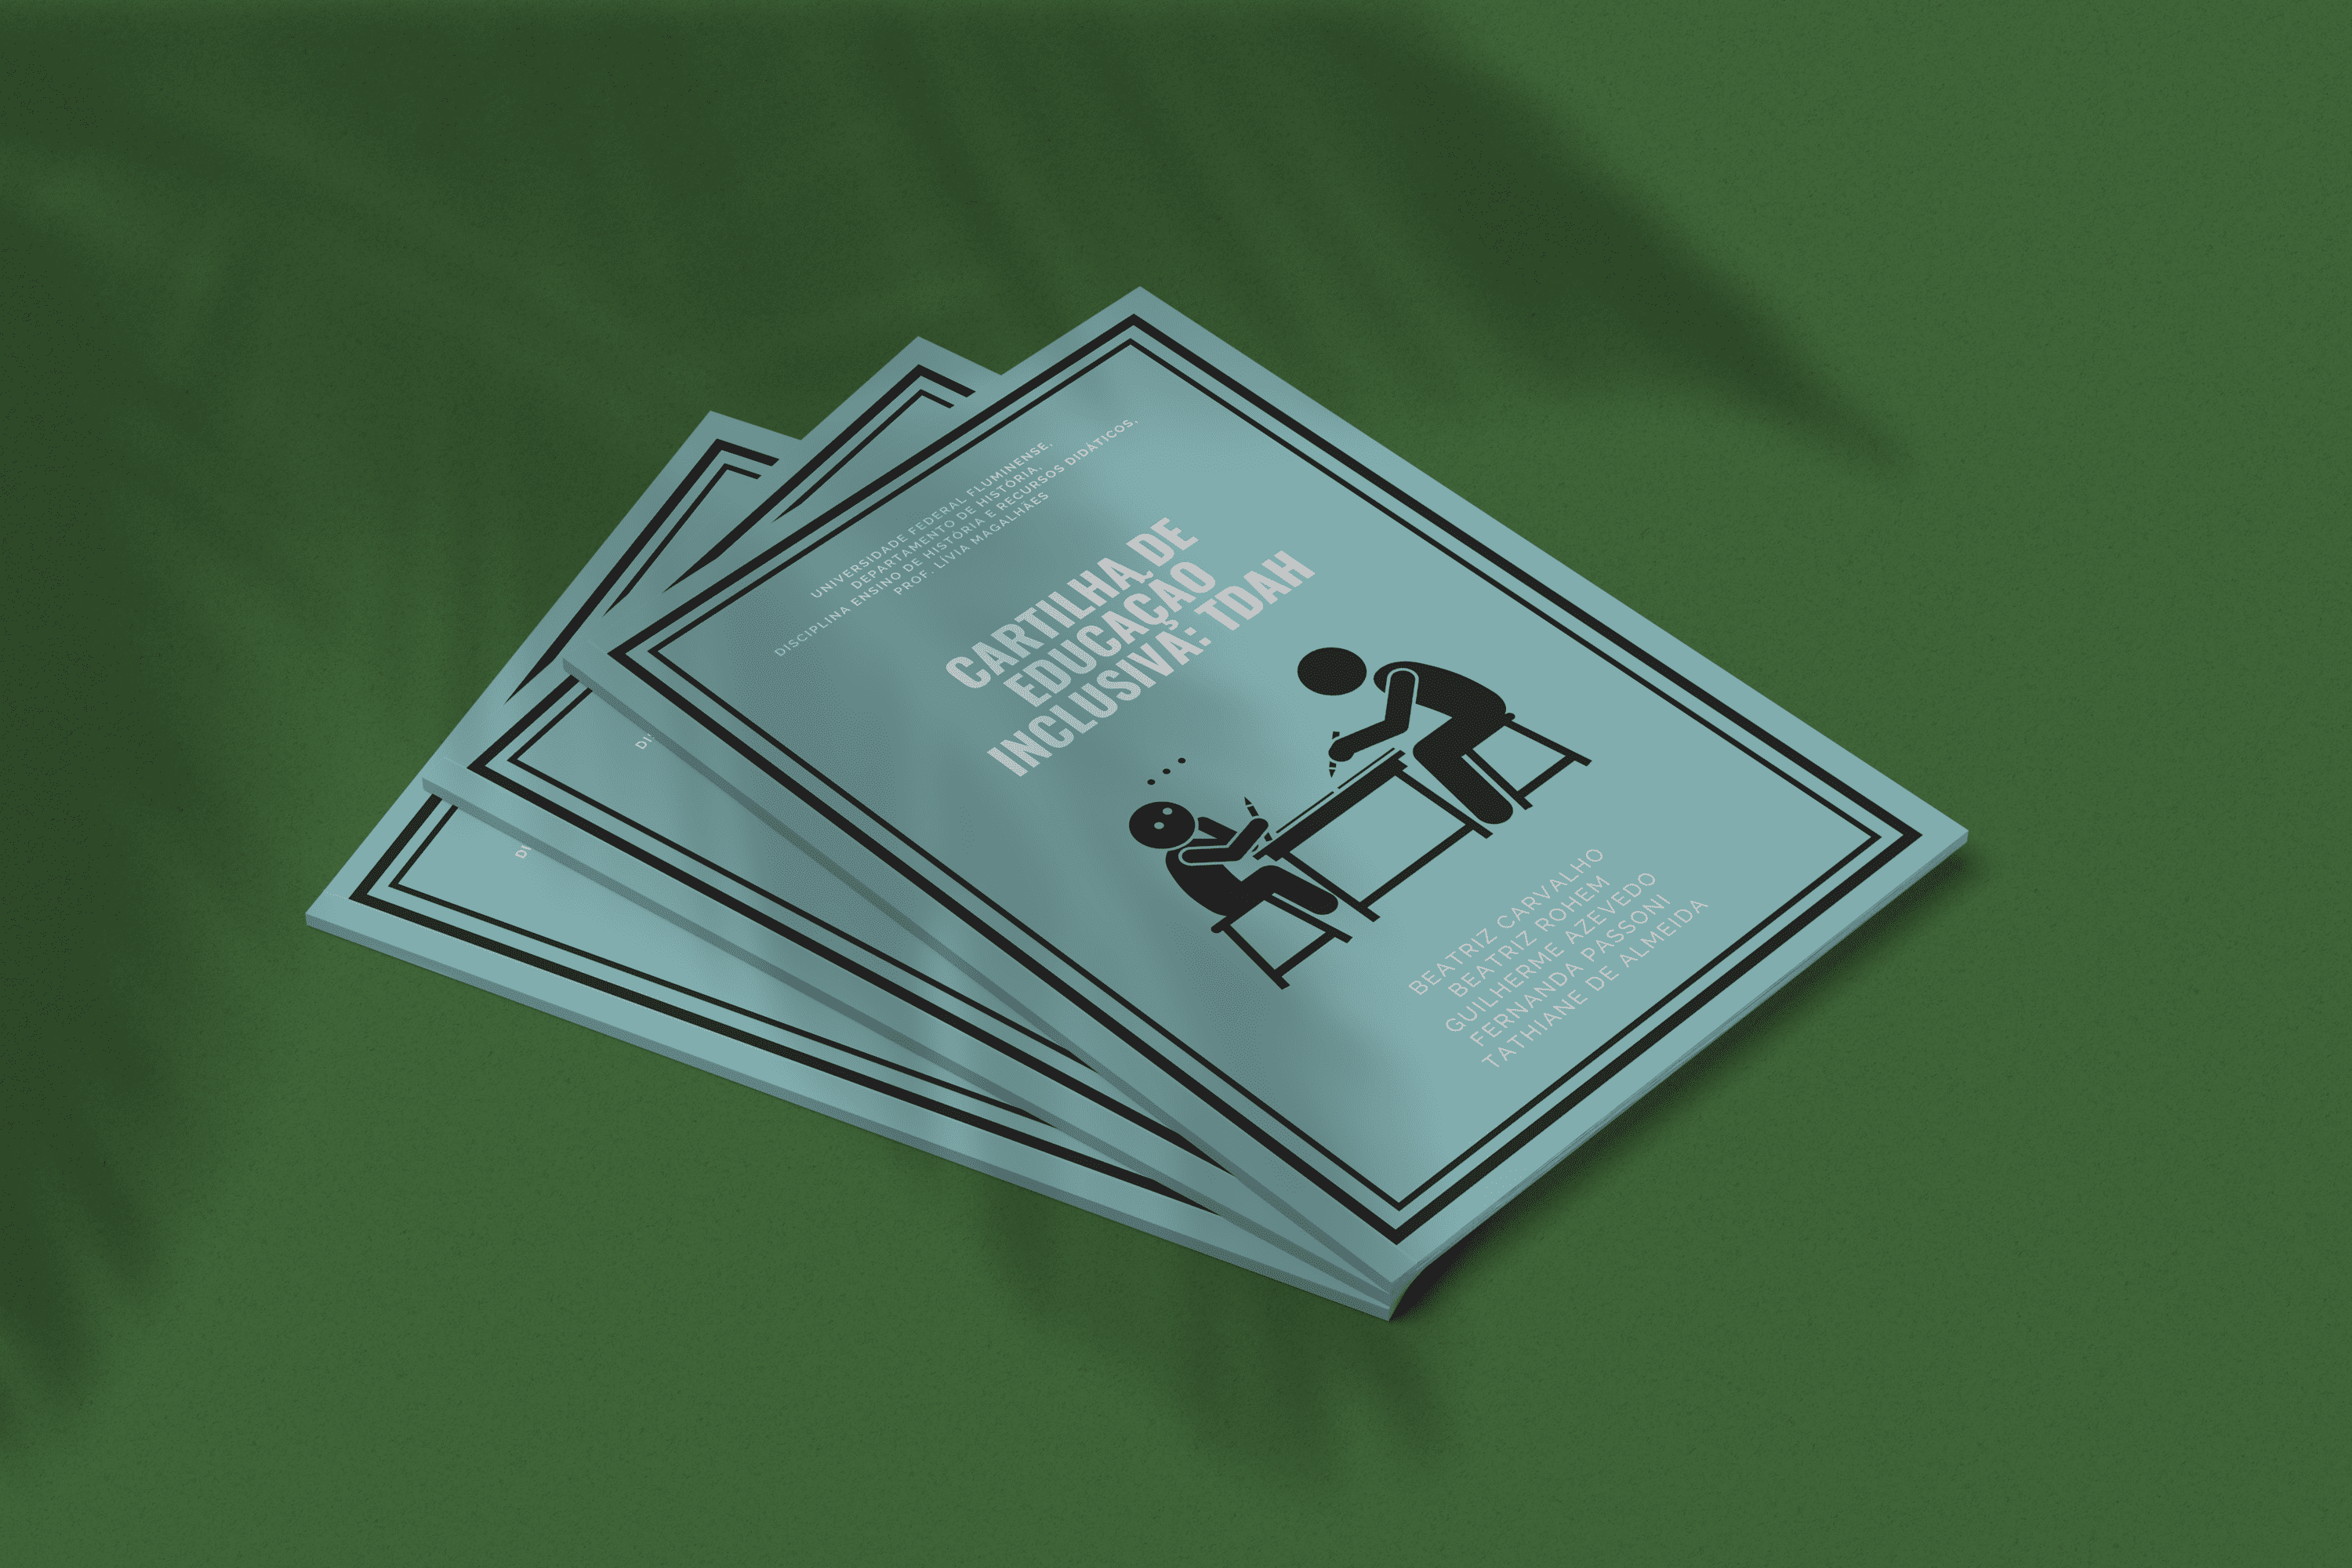 UNIVERSIDADE FEDERAL FLUMINENSE.
DEPARTAMENTO DE HISTÓRIA.
DISCIPLINA ENSINO DE HISTÓRIA E RECURSOS DIDÁTICOS.
PROF. LÍVIA MAGALHÃES
CARTILHA DE
EDUCAÇÃO
INCLUSIVA: TDAH
BEATRIZ CARVALHO
BEATRIZ ROHEM
GUILHERME AZEVEDO
FERNANDA PASSONI
TATHIANE DE ALMEIDA